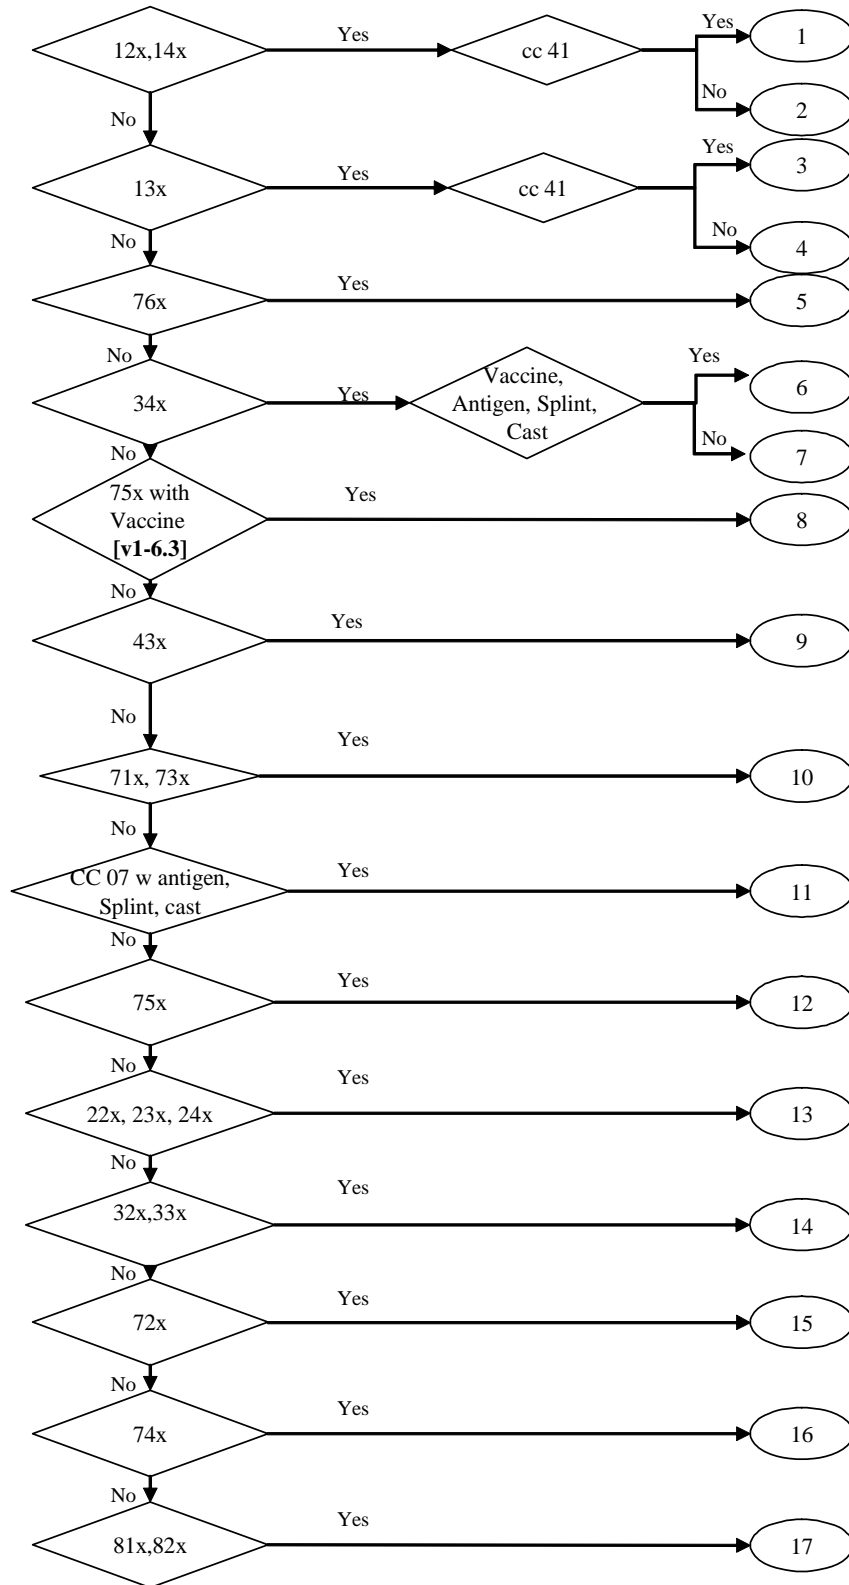 12x,14x
Yes
cc 41
Yes
1
No
2
No
13x
Yes
cc 41
Yes
3
No
4
No
76x
Yes
5
No
34x
Yes
Vaccine,
Antigen, Splint,
Cast
Yes
6
No
7
No
75x with
Vaccine
[v1-6.3]
Yes
8
No
43x
Yes
9
No
71x, 73x
Yes
10
No
CC 07 w antigen,
Splint, cast
Yes
11
No
75x
Yes
12
No
22x, 23x, 24x
Yes
13
No
32x,33x
Yes
14
No
72x
Yes
15
No
74x
Yes
16
No
81x,82x
Yes
17